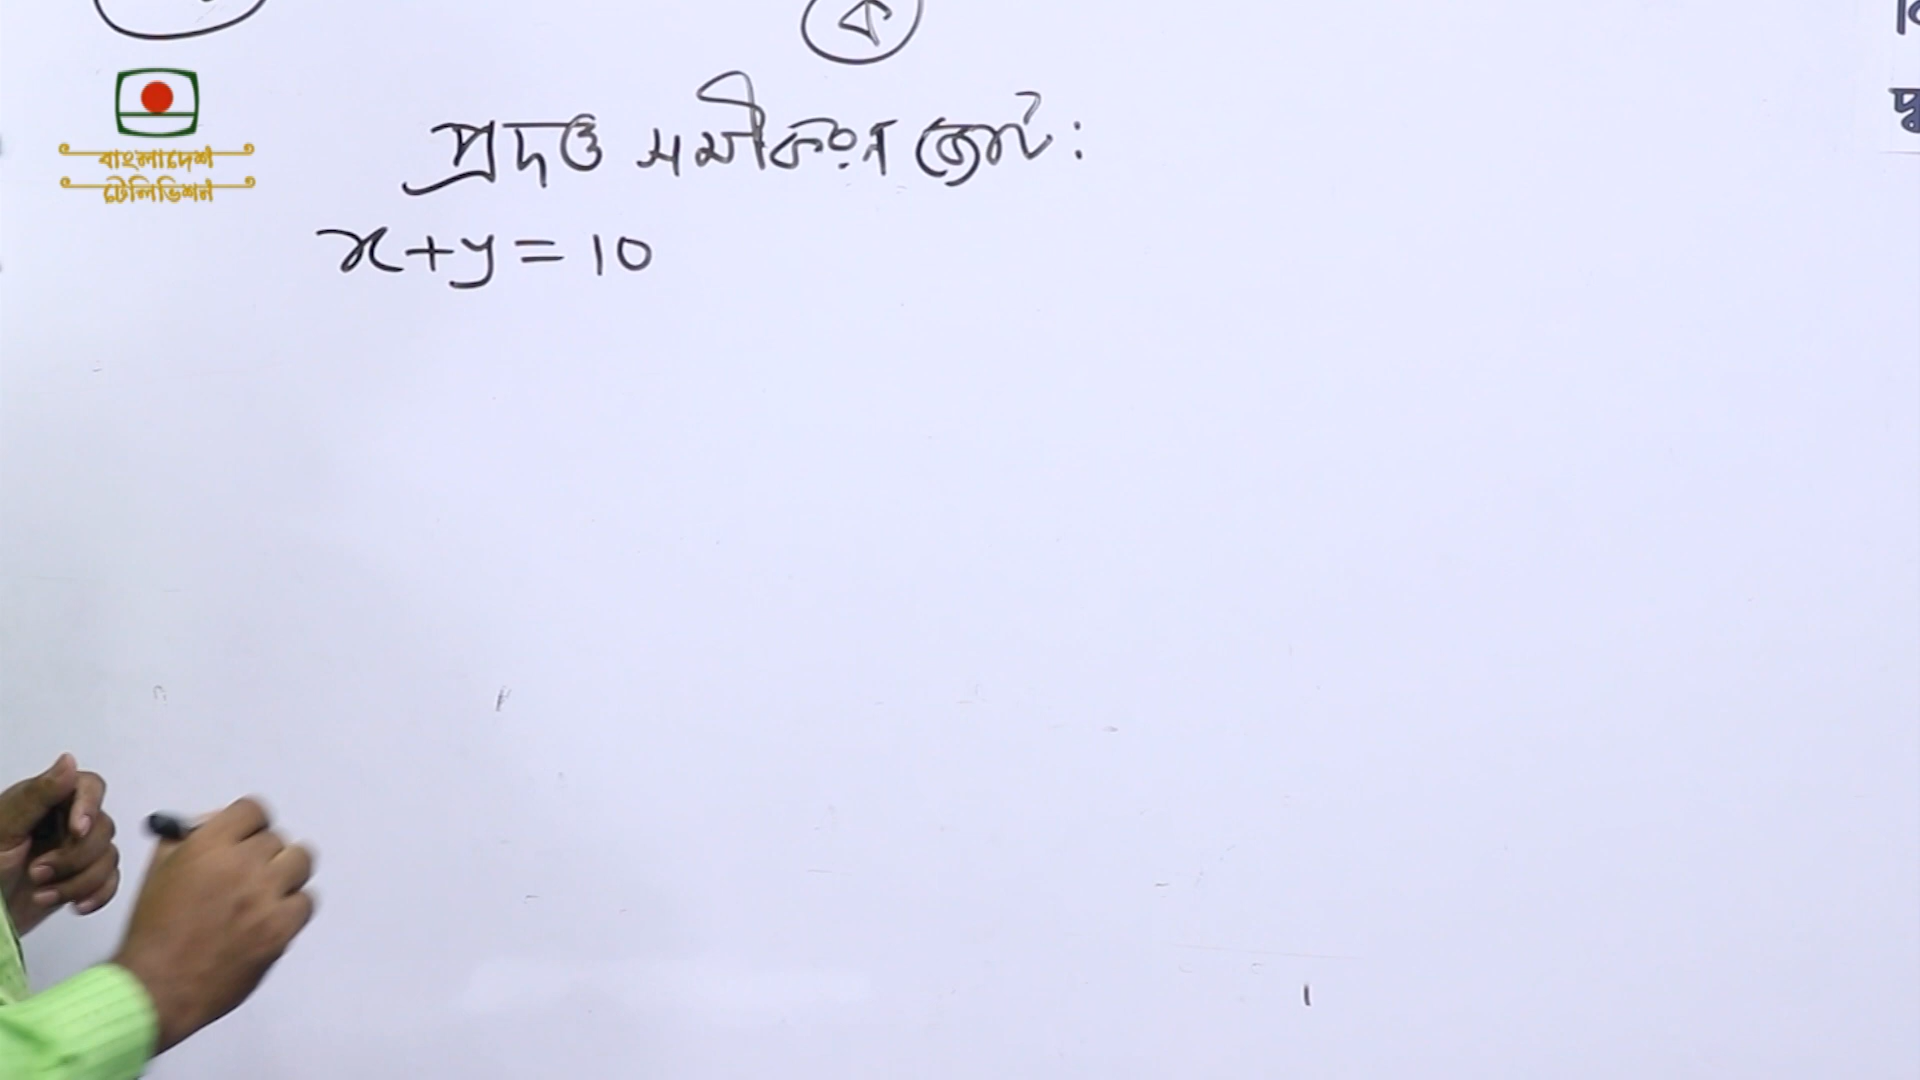 ক
বাংলাদেশ
টেলিভিশন
প্রদত্ত সমীকরণ জোট:
x+y=10